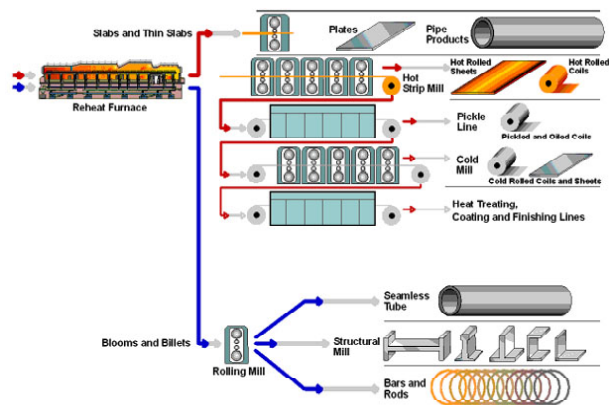 Slabs and Thin Slabs
Plates
Pipe
Products
Reheat Furnace
Hot
Strip Mill
Hot Rolled
Sheets
Hot Rolled
Coils
Pickle
Line
Pickled and Oiled Coils
Cold
Mill
Cold Rolled Coils and Sheets
Heat Treating,
Coating and Finishing Lines
Seamless
Tube
Blooms and Billets
Rolling Mill
Structural
Mill
Bars and
Rods